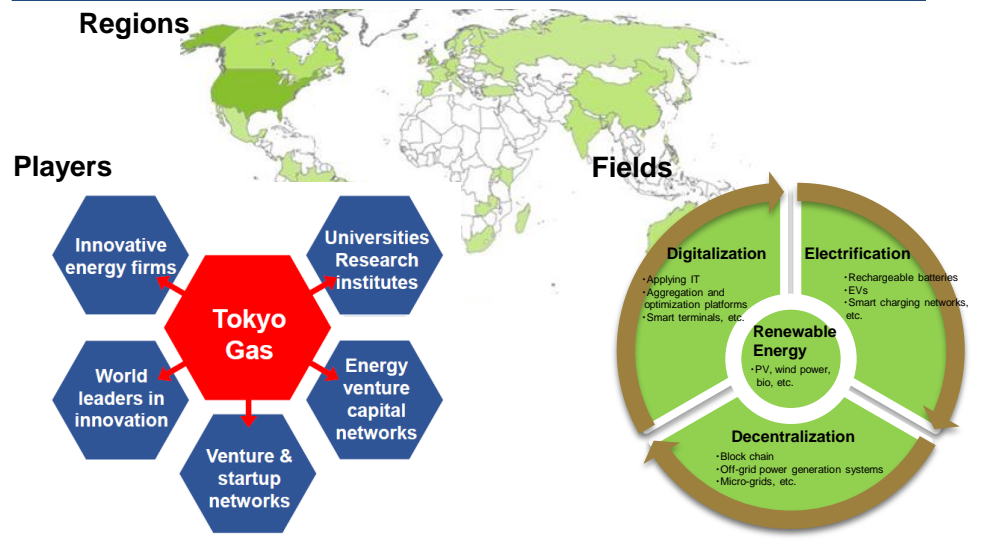 Regions
Players
Innovative
energy firms
Universities
Research
institutes
Tokyo
Gas
World
leaders in
innovation
Energy
venture
capital
networks
Venture &
startup
networks
Fields
Digitalization
・Applying IT
・Aggregation and
optimization platforms
・Smart terminals, etc.
Electrification
・Rechargeable batteries
・EVs
・Smart charging networks,
etc.
Renewable
Energy
・PV, wind power,
bio, etc.
Decentralization
・Block chain
・Off-grid power generation systems
・Micro-grids, etc.